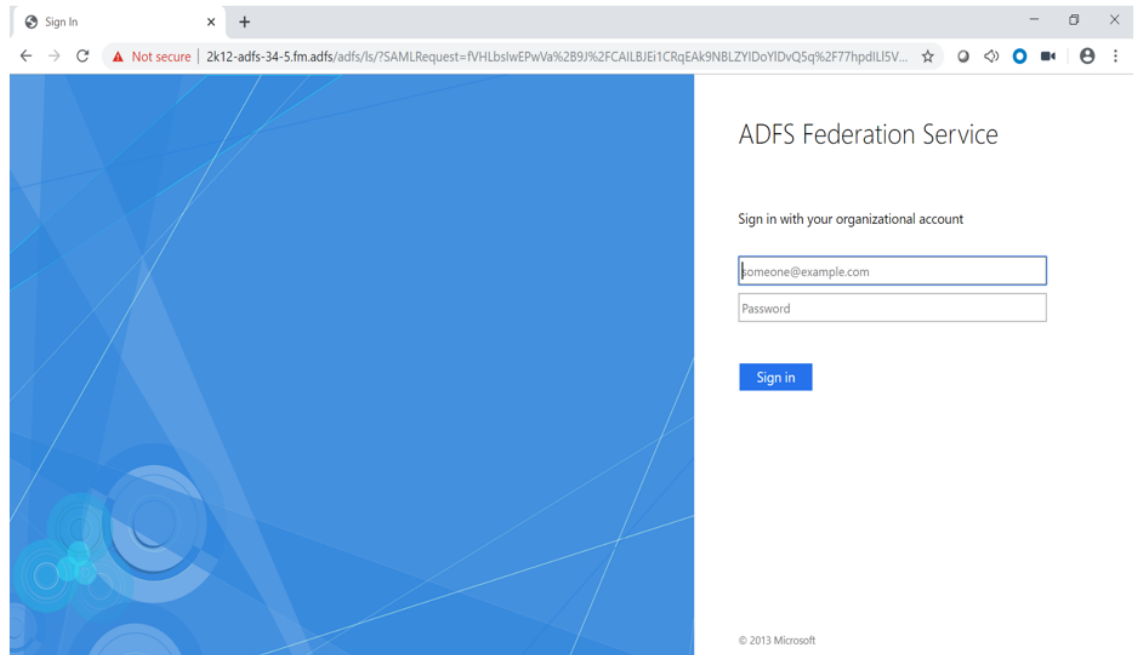 Sign In
Not secure | 2k12-adfs-34-5.fm.adfs/adfs/ls/?SAMLRequest=fVHLbsIwEPwVa%2B9J%2FCAILBJEi1CRqEAk9NBLZYIDoYlDvQ5q%2F77hpdILl5V...
ADFS Federation Service
Sign in with your organizational account
someone@example.com
Password
Sign in
© 2013 Microsoft